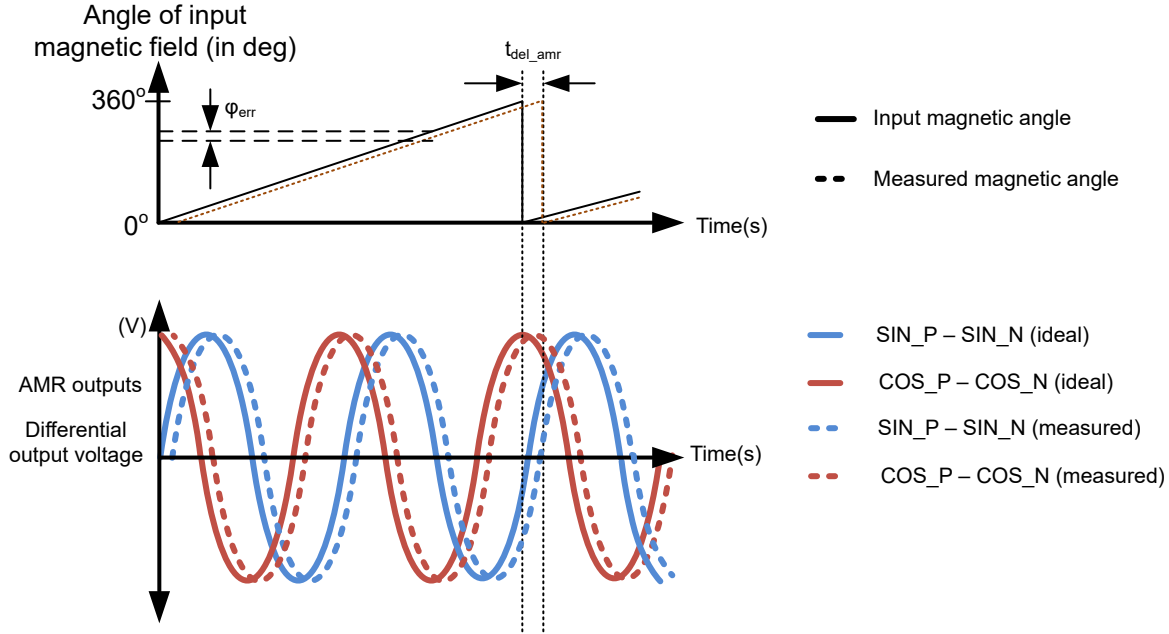 Angle of input
magnetic field (in deg)
t_del_amr
360°
φ_err
0°
Time(s)
Input magnetic angle
Measured magnetic angle
(V)
AMR outputs
Differential
output voltage
Time(s)
SIN_P – SIN_N (ideal)
COS_P – COS_N (ideal)
SIN_P – SIN_N (measured)
COS_P – COS_N (measured)